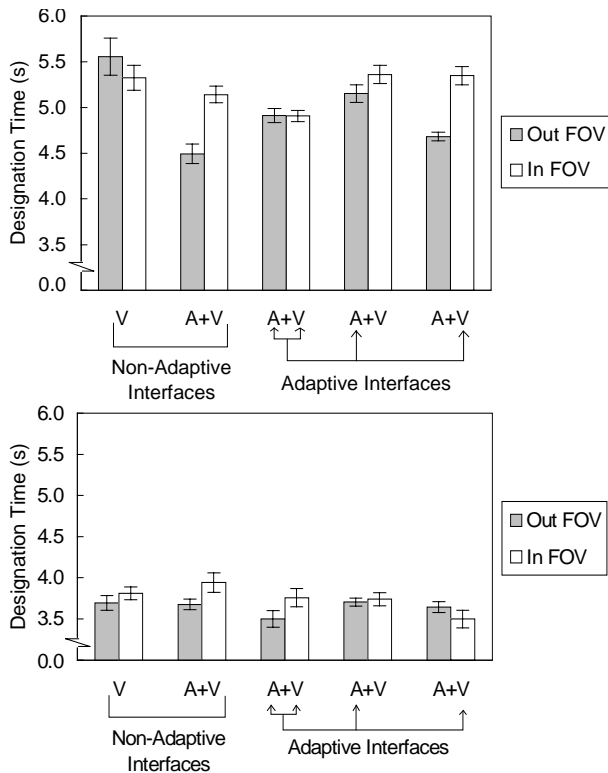 Designation Time (s)
6.0
5.5
5.0
4.5
4.0
3.5
0.0
Out FOV
In FOV
V A+V A+V A+V A+V
Non-Adaptive
Interfaces
Adaptive Interfaces
Designation Time (s)
6.0
5.5
5.0
4.5
4.0
3.5
0.0
Out FOV
In FOV
V A+V A+V A+V A+V
Non-Adaptive
Interfaces
Adaptive Interfaces